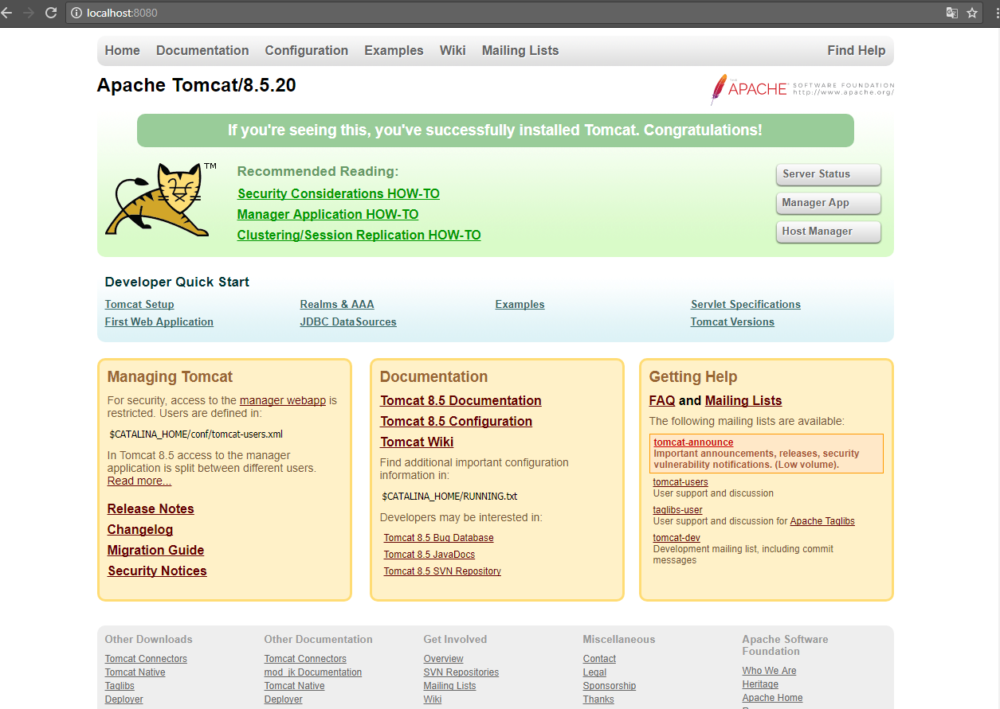 localhost:8080
Home Documentation Configuration Examples Wiki Mailing Lists Find Help
Apache Tomcat/8.5.20
THE APACHE™ SOFTWARE FOUNDATION
http://www.apache.org/
If you're seeing this, you've successfully installed Tomcat. Congratulations!
TM
Recommended Reading:
Security Considerations HOW-TO
Manager Application HOW-TO
Clustering/Session Replication HOW-TO
Server Status
Manager App
Host Manager
Developer Quick Start
Tomcat Setup
First Web Application
Realms & AAA
JDBC DataSources
Examples
Servlet Specifications
Tomcat Versions
Managing Tomcat
For security, access to the manager webapp is
restricted. Users are defined in:
$CATALINA_HOME/conf/tomcat-users.xml
In Tomcat 8.5 access to the manager
application is split between different users.
Read more...
Release Notes
Changelog
Migration Guide
Security Notices
Documentation
Tomcat 8.5 Documentation
Tomcat 8.5 Configuration
Tomcat Wiki
Find additional important configuration
information in:
$CATALINA_HOME/RUNNING.txt
Developers may be interested in:
Tomcat 8.5 Bug Database
Tomcat 8.5 JavaDocs
Tomcat 8.5 SVN Repository
Getting Help
FAQ and Mailing Lists
The following mailing lists are available:
tomcat-announce
Important announcements, releases, security
vulnerability notifications. (Low volume).
tomcat-users
User support and discussion
taglibs-user
User support and discussion for Apache Taglibs
tomcat-dev
Development mailing list, including commit
messages
Other Downloads
Tomcat Connectors
Tomcat Native
Taglibs
Deployer
Other Documentation
Tomcat Connectors
mod_jk Documentation
Tomcat Native
Deployer
Get Involved
Overview
SVN Repositories
Mailing Lists
Wiki
Miscellaneous
Contact
Legal
Sponsorship
Thanks
Apache Software
Foundation
Who We Are
Heritage
Apache Home